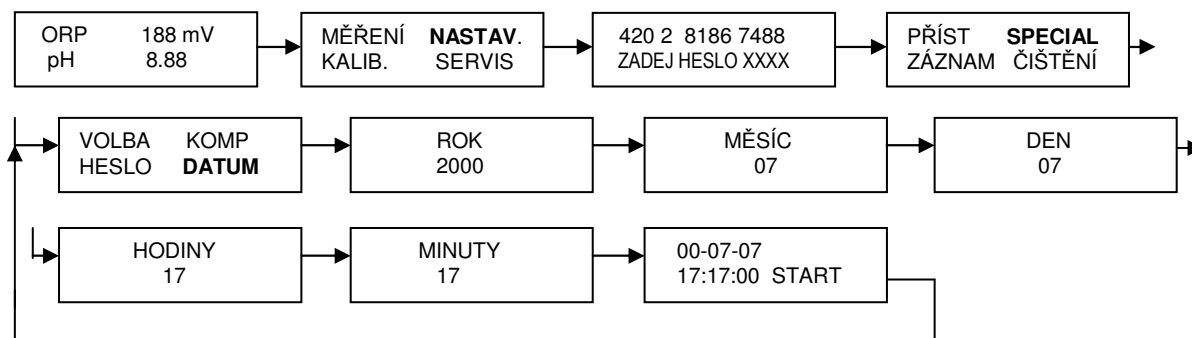 ORP 188 mV
pH 8.88
MĚŘENÍ NASTAV.
KALIB. SERVIS
420 2 8186 7488
ZADEJ HESLO XXXX
PŘÍST SPECIAL
ZÁZNAM ČIŠTĚNÍ
VOLBA KOMP
HESLO DATUM
ROK
2000
MĚSÍC
07
DEN
07
HODINY
17
MINUTY
17
00-07-07
17:17:00 START